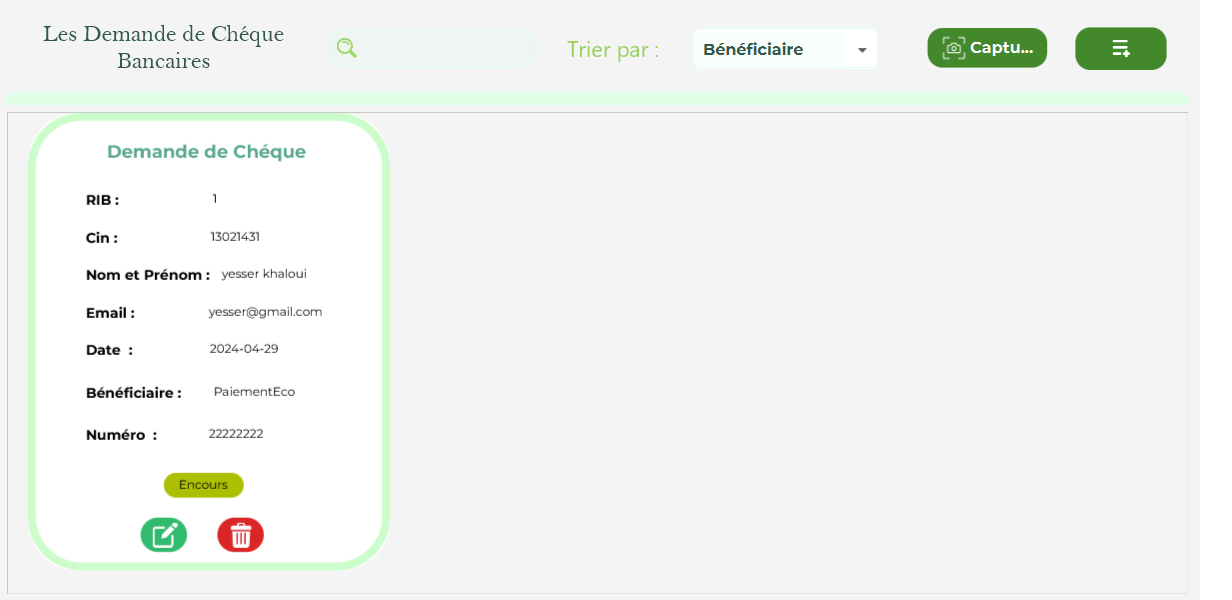 Les Demande de Chéque
Bancaires
Trier par :
Bénéficiaire
Captu...
Demande de Chéque
RIB : 1
Cin : 13021431
Nom et Prénom : yesser khaloui
Email : yesser@gmail.com
Date : 2024-04-29
Bénéficiaire : PaiementEco
Numéro : 22222222
Encours